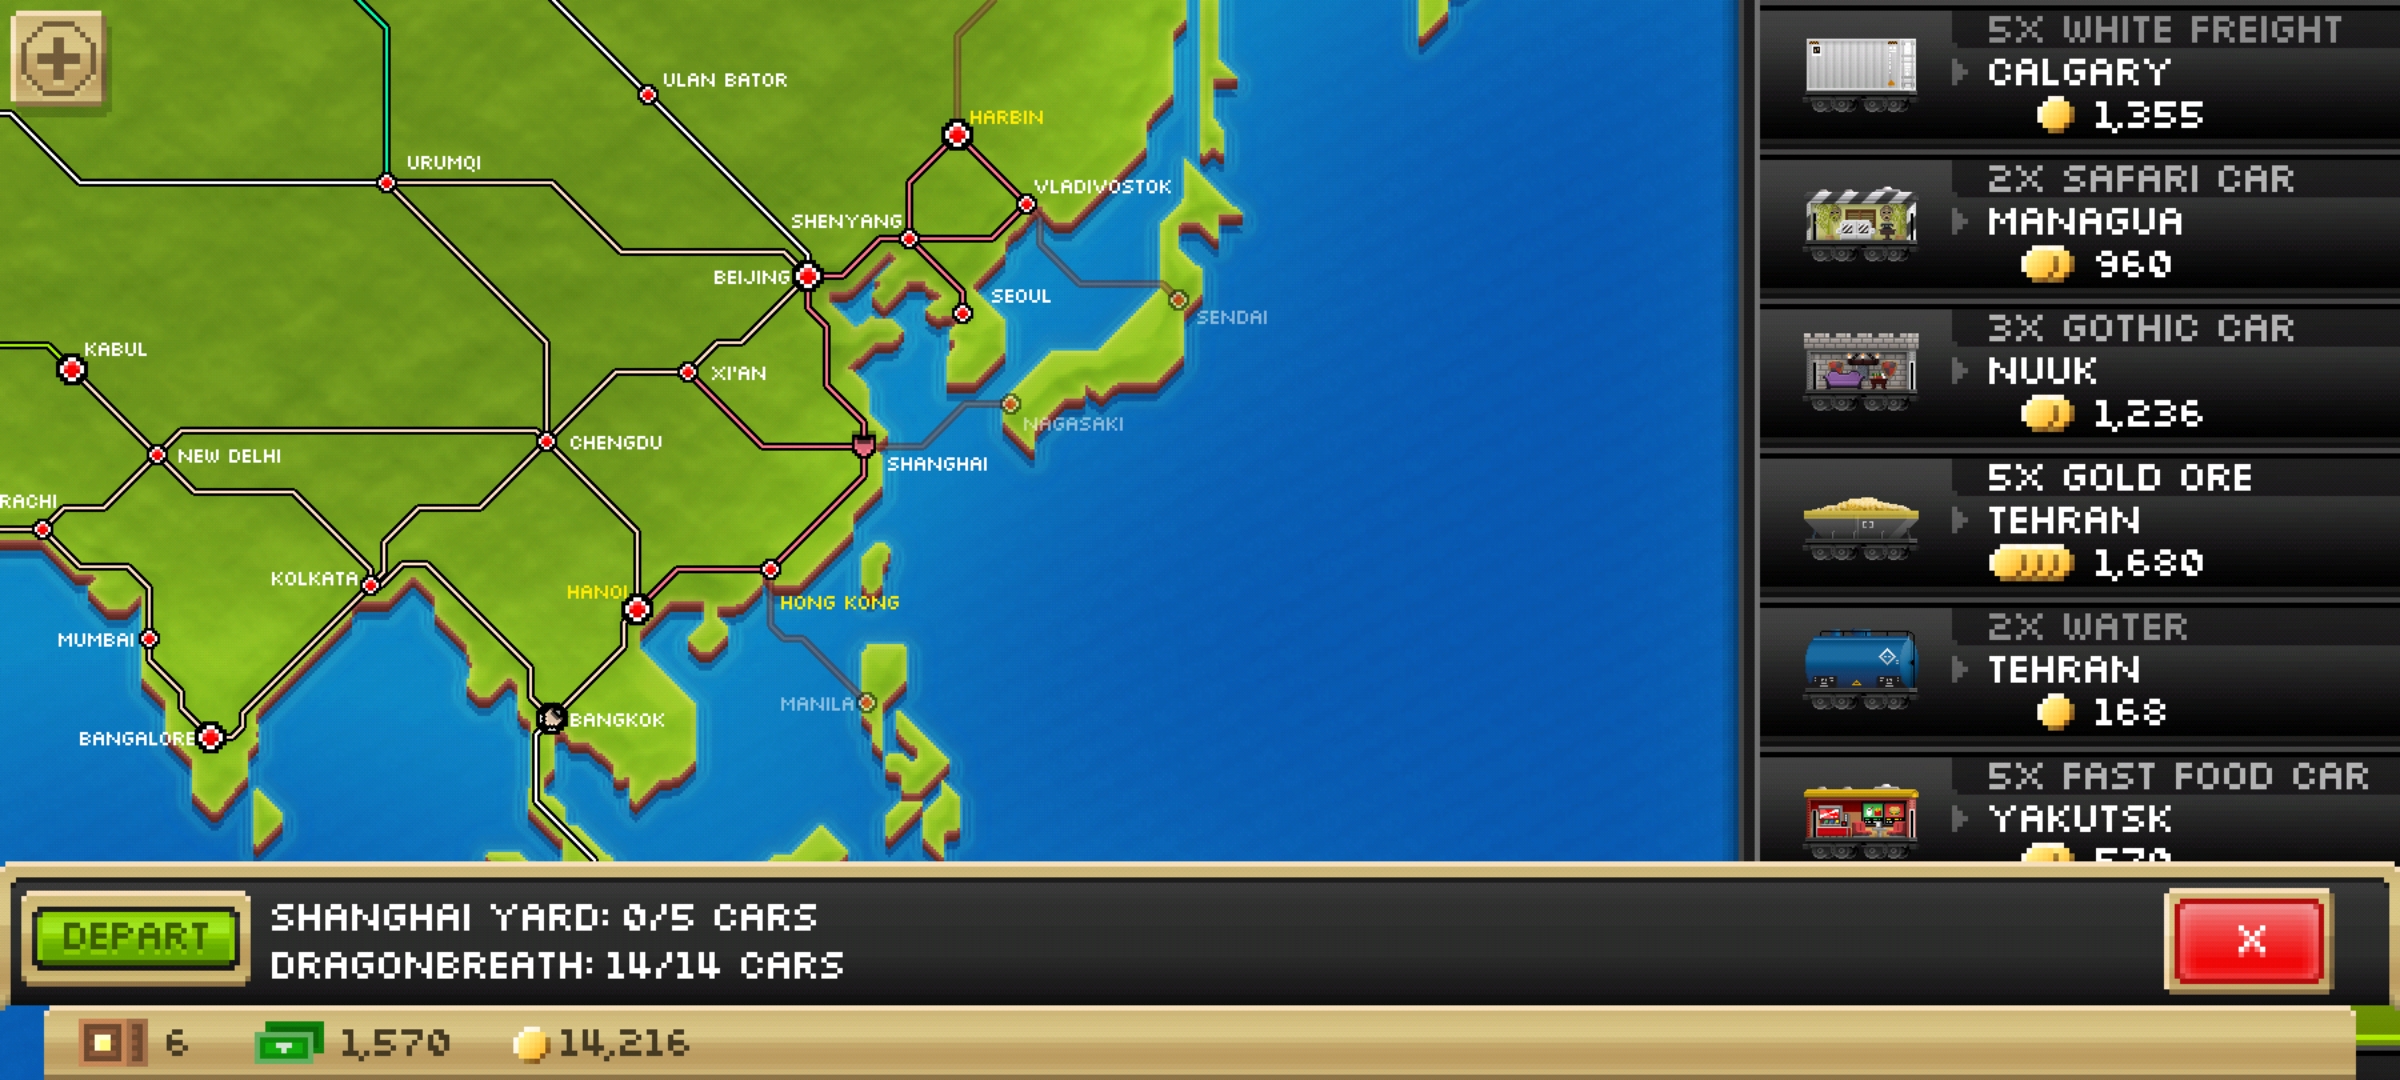 ULAN BATOR
URUMQI
HARBIN
VLADIVOSTOK
SHENYANG
BEIJING
SEOUL
SENDAI
KABUL
XI'AN
NAGASAKI
CHENGDU
NEW DELHI
SHANGHAI
RACHI
KOLKATA
HANOI
HONG KONG
MUMBAI
MANILA
BANGKOK
BANGALORE
5X WHITE FREIGHT
CALGARY
1,355
2X SAFARI CAR
MANAGUA
960
3X GOTHIC CAR
NUUK
1,236
5X GOLD ORE
TEHRAN
1,680
2X WATER
TEHRAN
168
5X FAST FOOD CAR
YAKUTSK
DEPART
SHANGHAI YARD: 0/5 CARS
DRAGONBREATH: 14/14 CARS
X
6
1,570
14,216